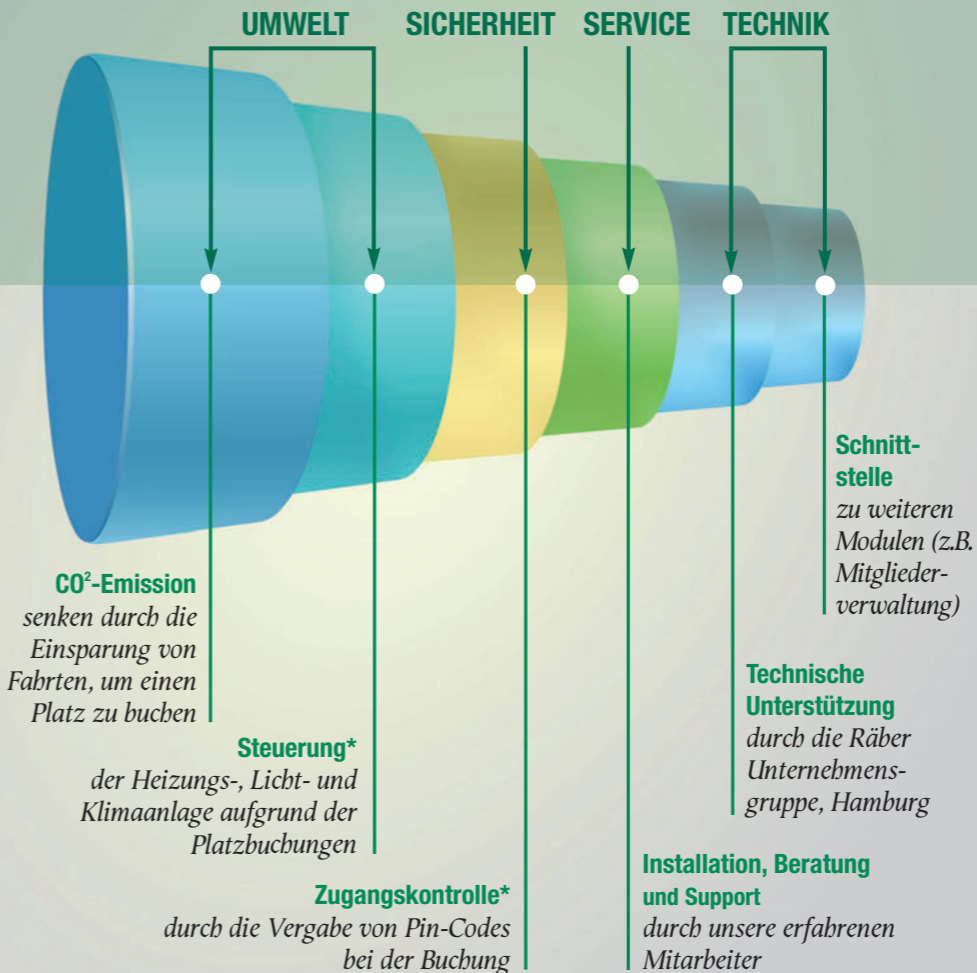 UMWELT SICHERHEIT SERVICE TECHNIK
CO²-Emission
senken durch die
Einsparung von
Fahrten, um einen
Platz zu buchen
Steuerung*
der Heizungs-, Licht- und
Klimaanlage aufgrund der
Platzbuchungen
Zugangskontrolle*
durch die Vergabe von Pin-Codes
bei der Buchung
Installation, Beratung
und Support
durch unsere erfahrenen
Mitarbeiter
Technische
Unterstützung
durch die Räber
Unternehmens-
gruppe, Hamburg
Schnitt-
stelle
zu weiteren
Modulen (z.B.
Mitglieder-
verwaltung)